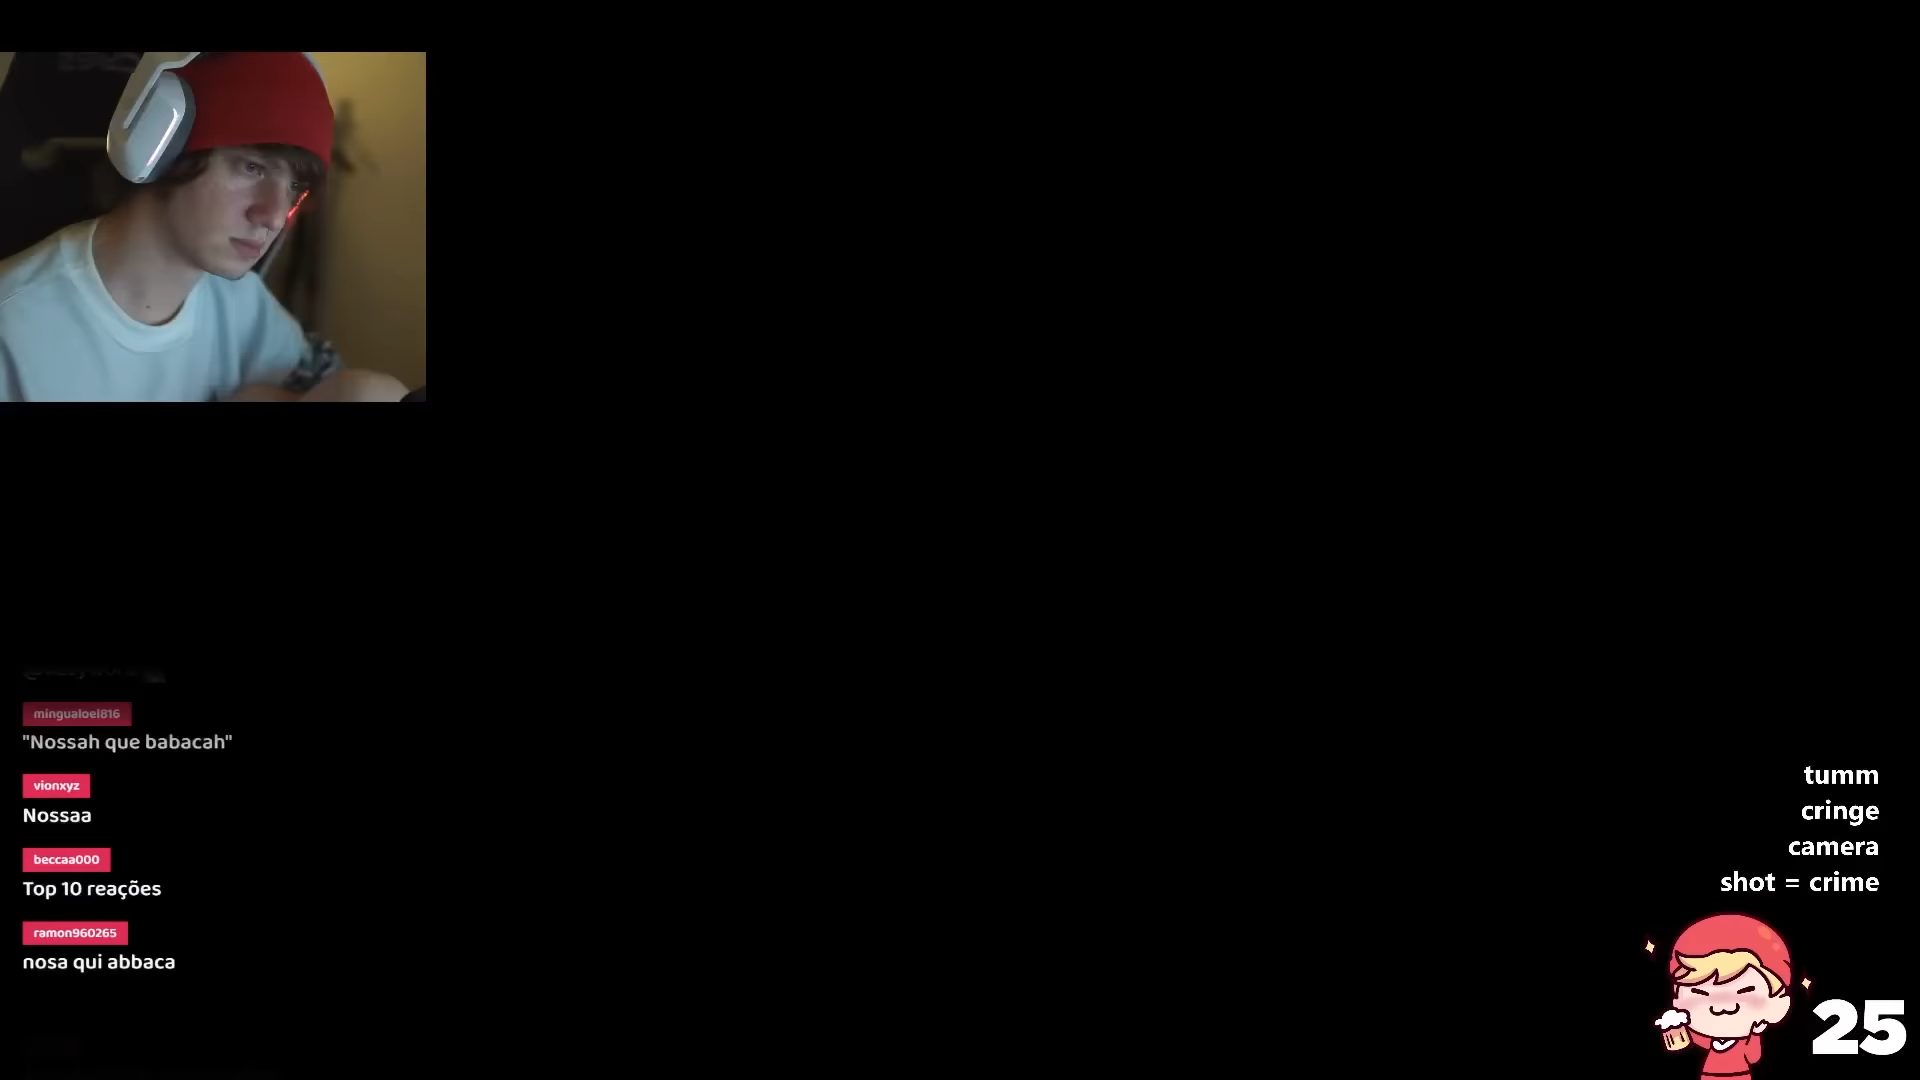 mingualoel816
"Nossah que babacah"
vionxyz
Nossaa
beccaa000
Top 10 reações
ramon960265
nosa qui abbaca
tumm
cringe
camera
shot = crime
25